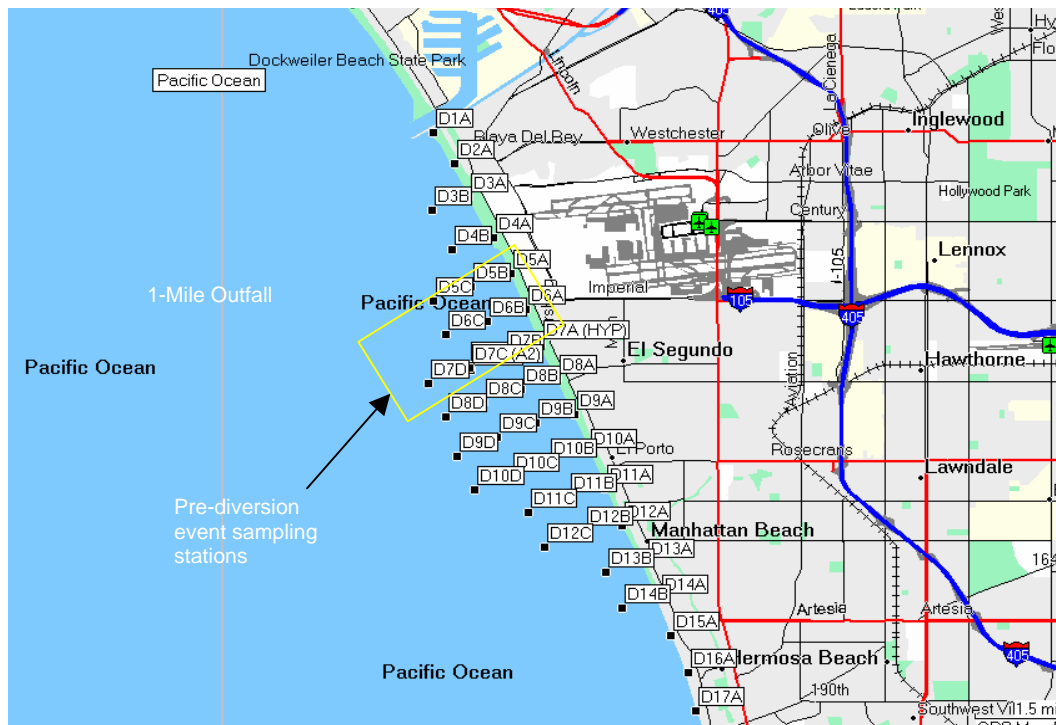 405
Dockweiler Beach State Park
Pacific Ocean
Lincoln
La Cienega
D1A
Playa Del Rey
Westchester
Olive
Inglewood
D2A
D3A
Arbor Vitae
D3B
Hollywood Park
Century
D4A
D4B
Lennox
D5A
D5B
I-105
D5C
Imperial
1-Mile Outfall
Pacific Ocean
D6A
D6B
105
405
D6C
D7A (HYP)
D7B
D7C (A2)
El Segundo
Hawthorne
Pacific Ocean
D7D
D8A
D8B
D8C
Aviation
D8D
D9A
D9B
D9C
D9D
D10A
El Porto
D10B
Rosecrans
D10C
Lawndale
D10D
D11A
D11B
D11C
Pre-diversion
event sampling
stations
D12A
D12B
Manhattan Beach
D12C
D13A
D13B
D14A
D14B
Artesia
Artesia
D15A
405
D16A
Hermosa Beach
Pacific Ocean
190th
D17A